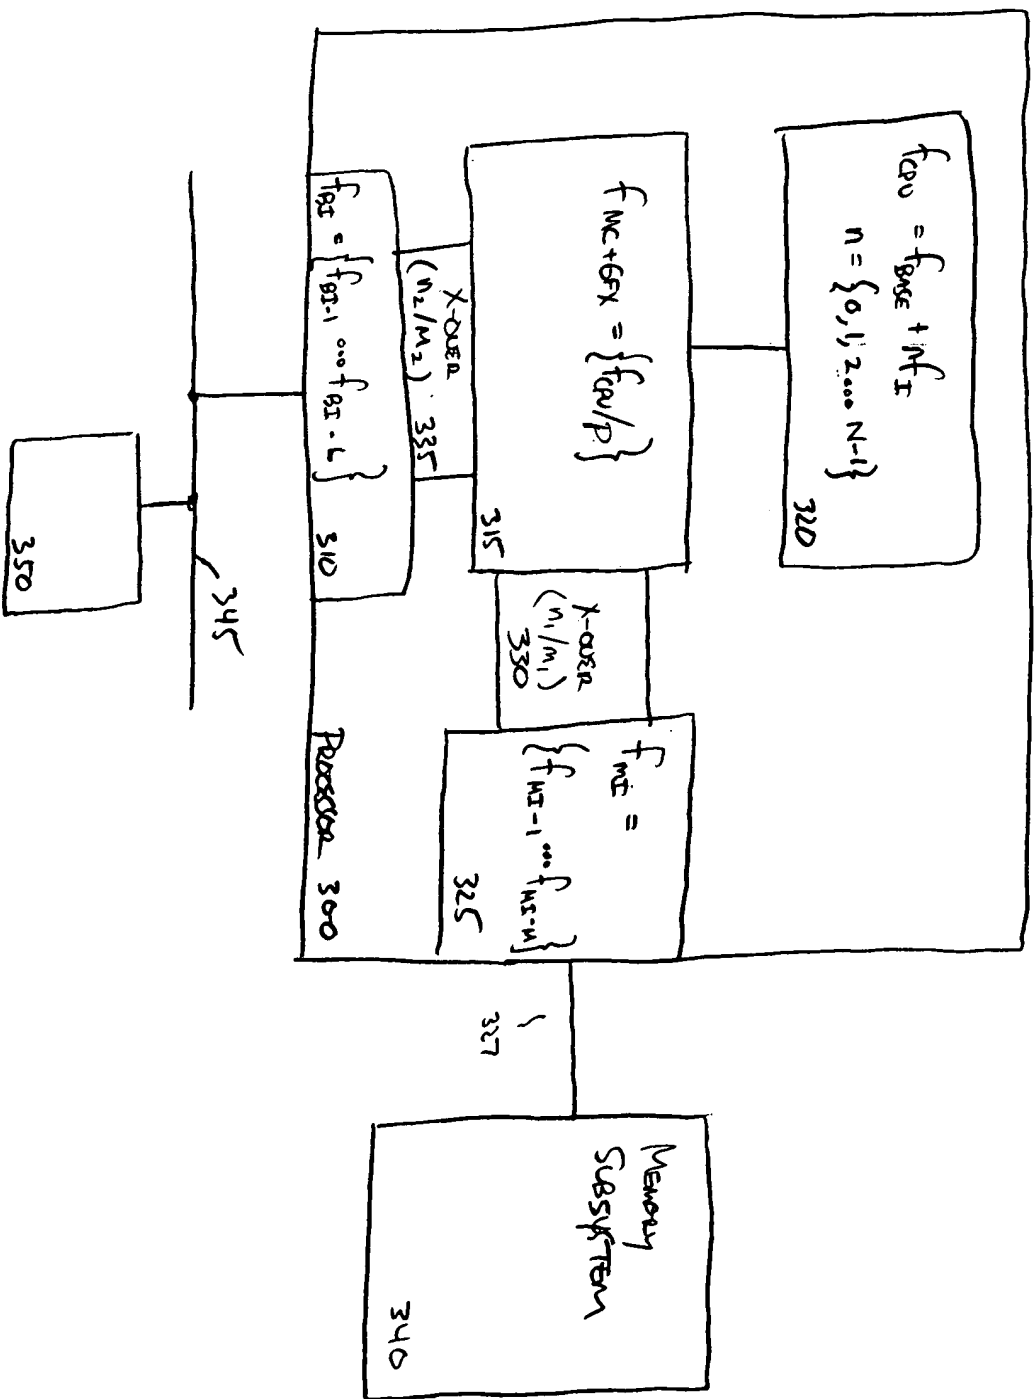 f_CPU = f_BASE + nf_I
n = {0, 1, 2.... N-1}
320
f_MC+GFX = {f_CPU/P}
315
X-OVER
(n_1/m_1)
330
f_MI =
{f_MI-1 ... f_MI-M}
325
X-OVER
(n_2/m_2)
335
f_BI = {f_BI-1 ... f_BI-L}
310
PROCESSOR 300
327
MEMORY
SUBSYSTEM
340
345
350